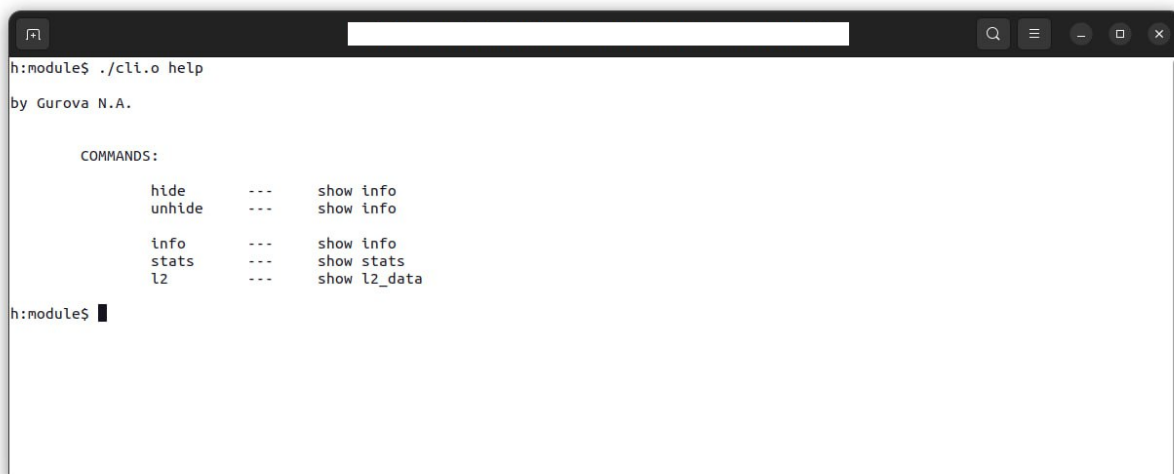 h:module$ ./cli.o help
by Gurova N.A.
COMMANDS:
hide --- show info
unhide --- show info
info --- show info
stats --- show stats
l2 --- show l2_data
h:module$